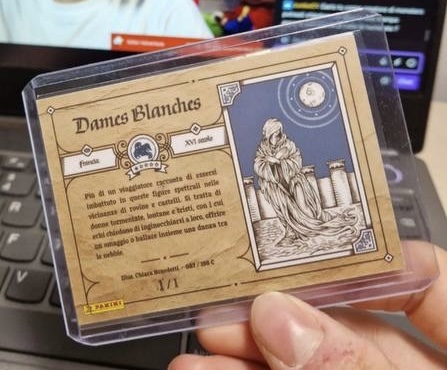 Dames Blanches
Francia
XVI secolo
Più di un viaggiatore racconta di essersi
imbattuto in queste figure spettrali nelle
vicinanze di rovine e castelli. Si tratta di
donne tormentate, lontane e tristi, con i cui
chiedono di inginocchiarsi a loro, offrire
un omaggio o ballare insieme una danza tra
le nebbie.
Illus. Chiara Benedetti - 087 / 198 C
1/1
PANINI